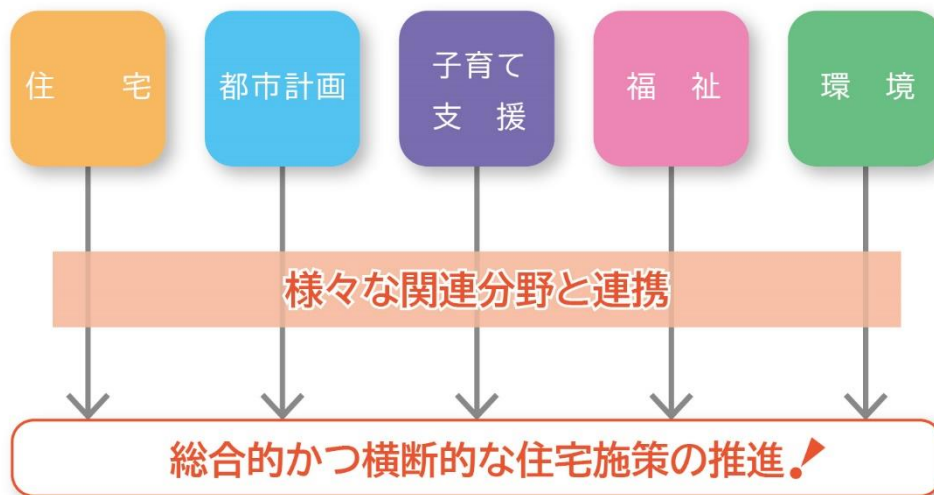 住　宅
都市計画
子育て
支　援
福　祉
環　境
様々な関連分野と連携
総合的かつ横断的な住宅施策の推進！